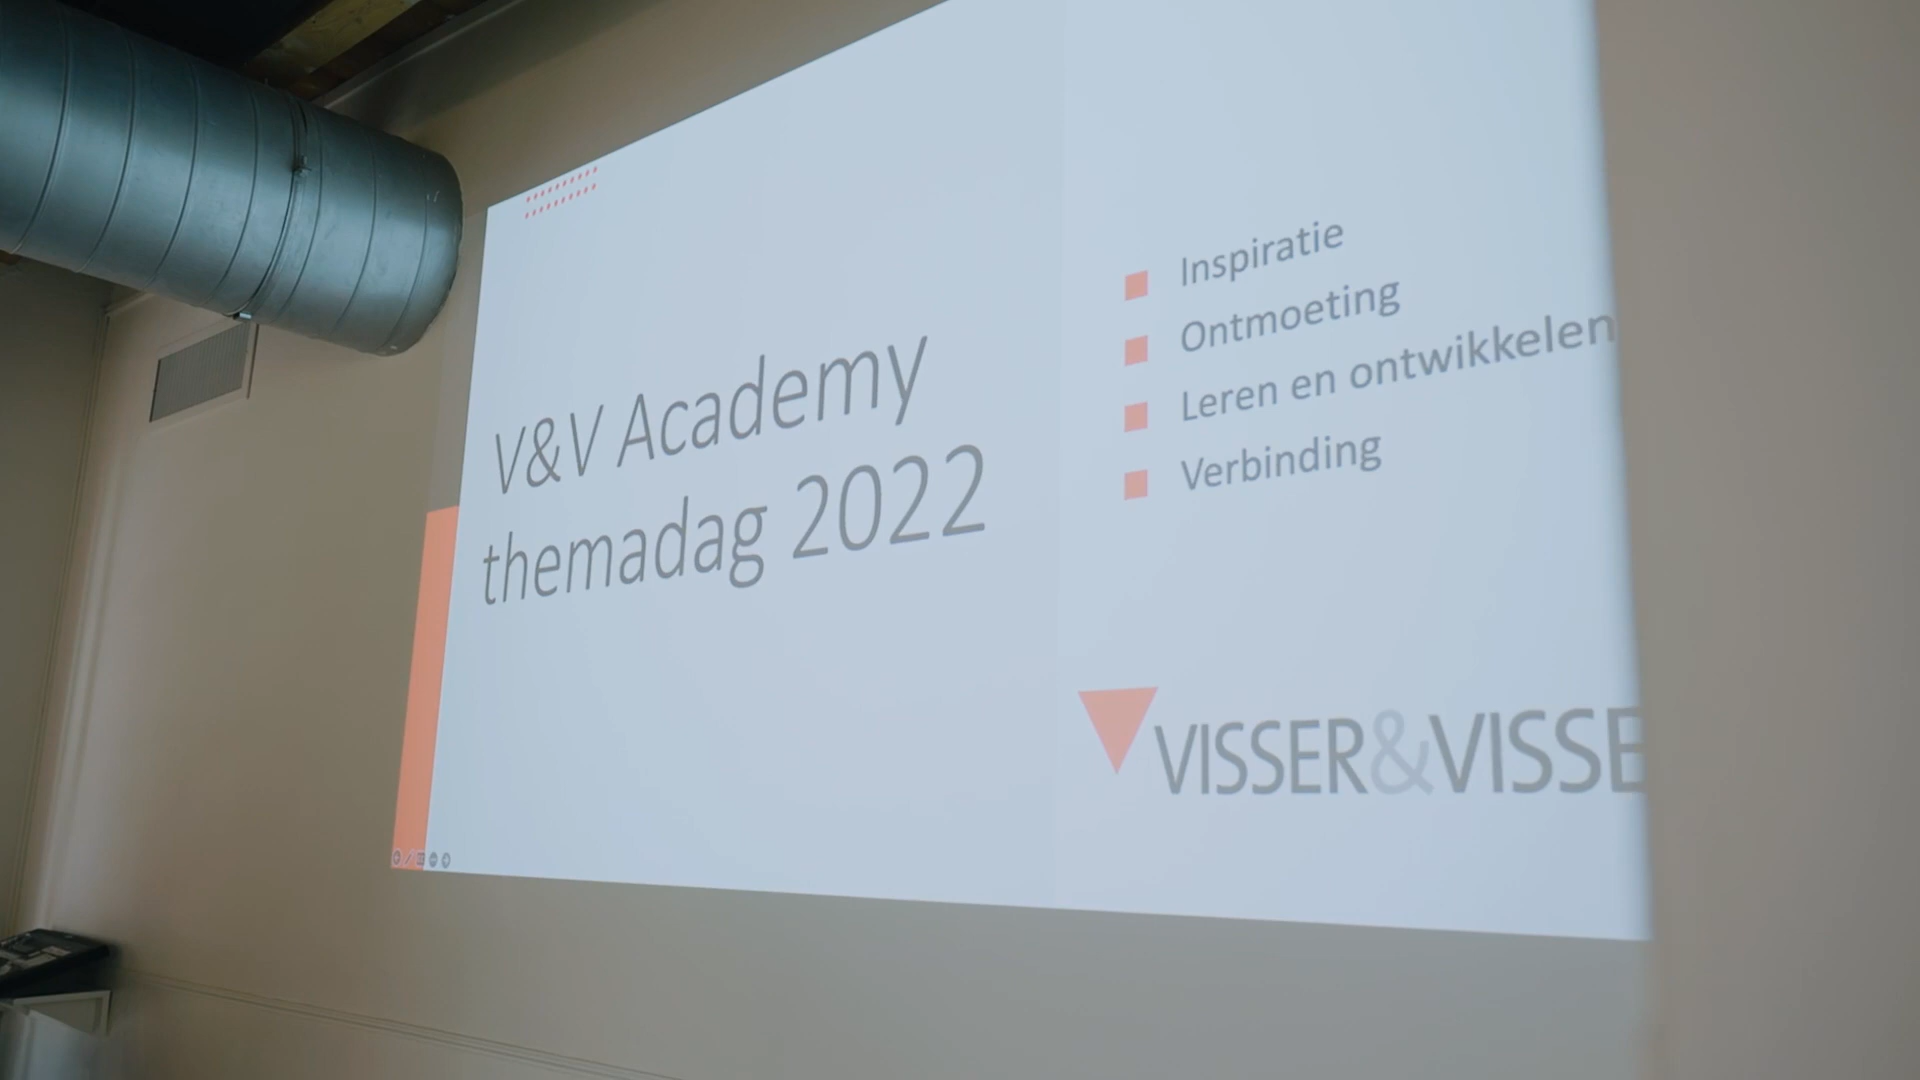 V&V Academy
themadag 2022
Inspiratie
Ontmoeting
Leren en ontwikkelen
Verbinding
VISSER&VISSE